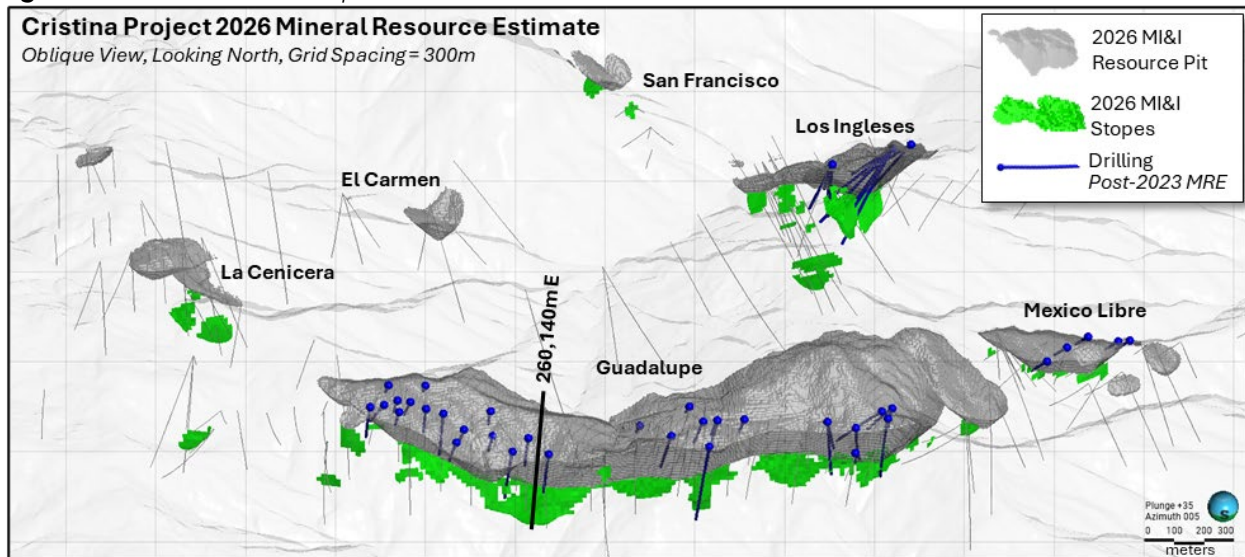 Cristina Project 2026 Mineral Resource Estimate
Oblique View, Looking North, Grid Spacing = 300m
2026 MI&I
Resource Pit
2026 MI&I
Stopes
Drilling
Post-2023 MRE
San Francisco
Los Ingleses
El Carmen
La Cenicera
Mexico Libre
Guadalupe
260,140m E
Plunge +35
Azimuth 005
S
0 100 200 300
meters